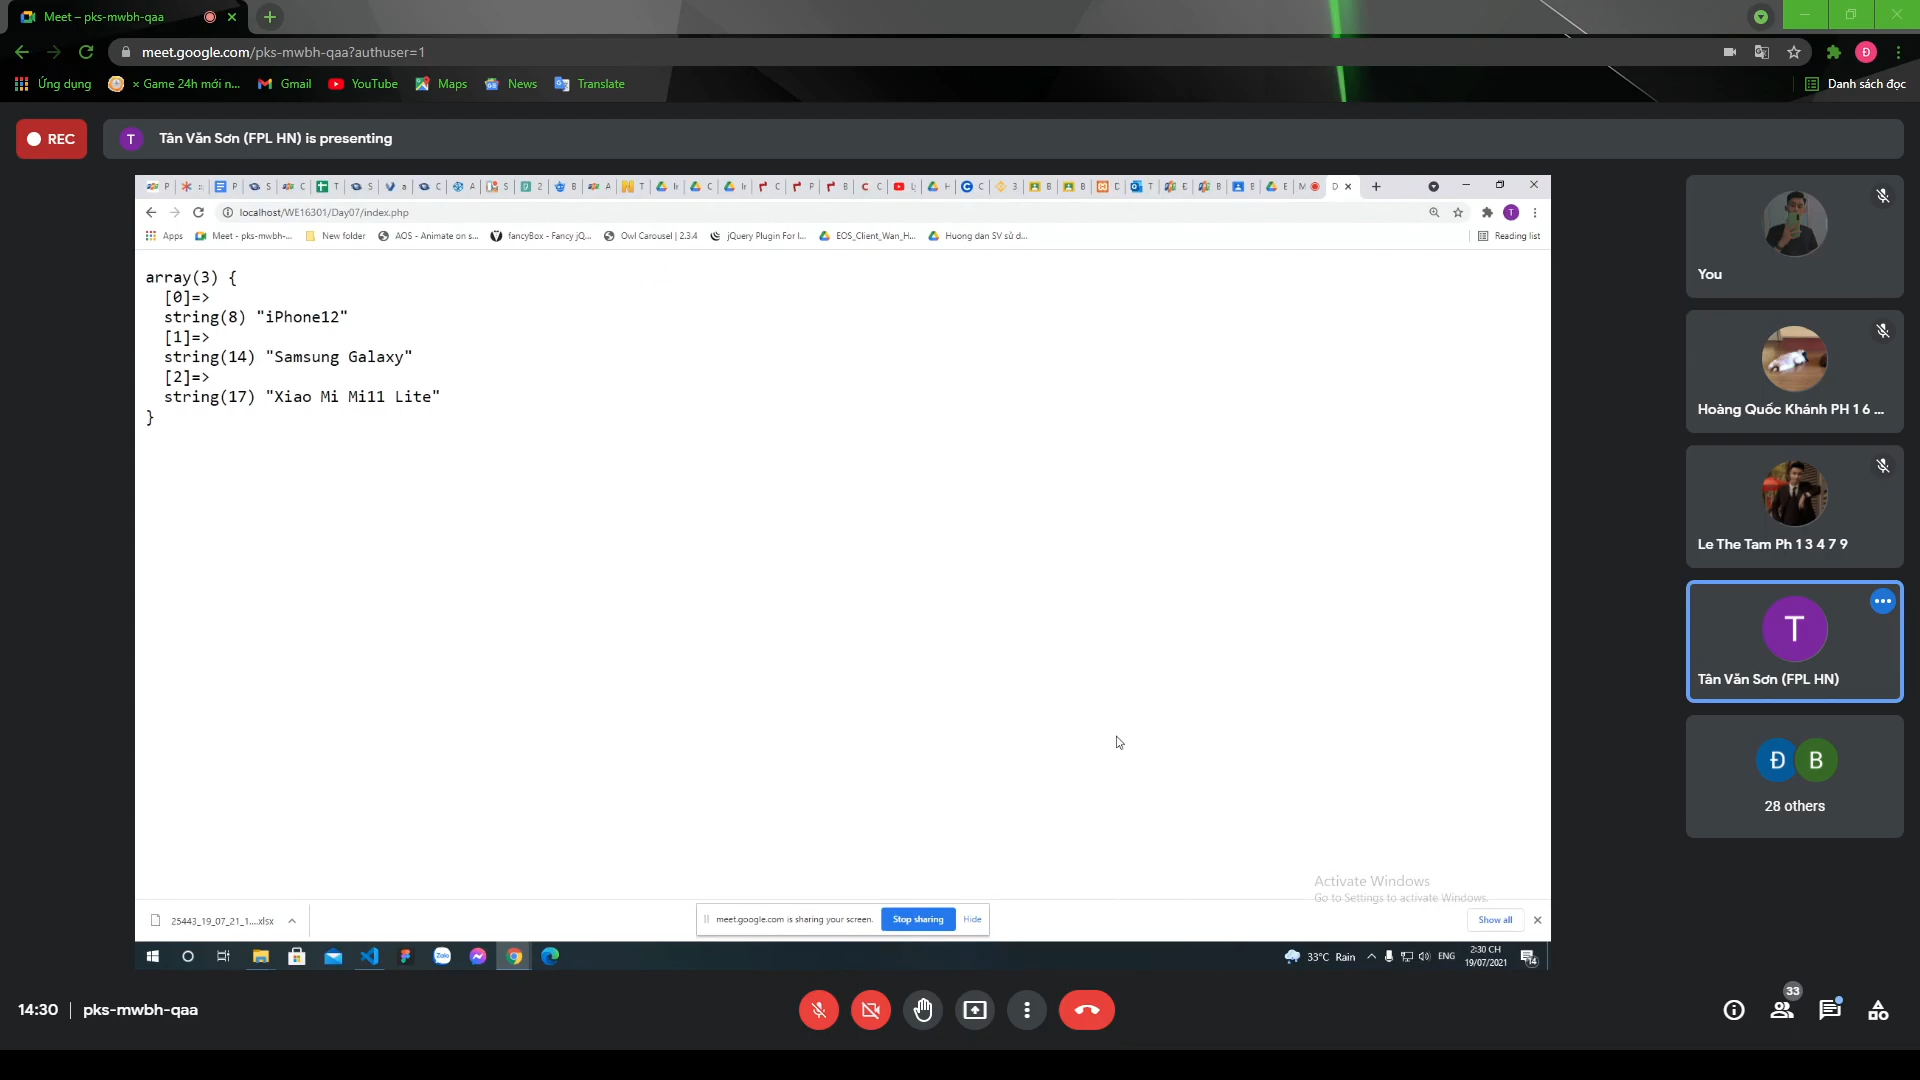 Meet – pks-mwbh-qaa
meet.google.com/pks-mwbh-qaa?authuser=1
Đ
Ứng dụng
× Game 24h mới n...
Gmail
YouTube
Maps
News
Translate
Danh sách đọc
REC
T
Tân Văn Sơn (FPL HN) is presenting
localhost/WE16301/Day07/index.php
T
Apps
Meet - pks-mwbh-...
New folder
AOS - Animate on s...
fancyBox - Fancy jQ...
Owl Carousel | 2.3.4
jQuery Plugin For I...
EOS_Client_Wan_H...
Huong dan SV sử d...
Reading list
array(3) {
[0]=>
string(8) "iPhone12"
[1]=>
string(14) "Samsung Galaxy"
[2]=>
string(17) "Xiao Mi Mi11 Lite"
}
You
Hoàng Quốc Khánh PH 1 6 ...
Le The Tam Ph 1 3 4 7 9
T
Tân Văn Sơn (FPL HN)
Đ B
28 others
Activate Windows
Go to Settings to activate Windows.
25443_19_07_21_1....xlsx
meet.google.com is sharing your screen.
Stop sharing
Hide
Show all
Zalo
33°C Rain
ENG
2:30 CH
19/07/2021
14
14:30 | pks-mwbh-qaa
33